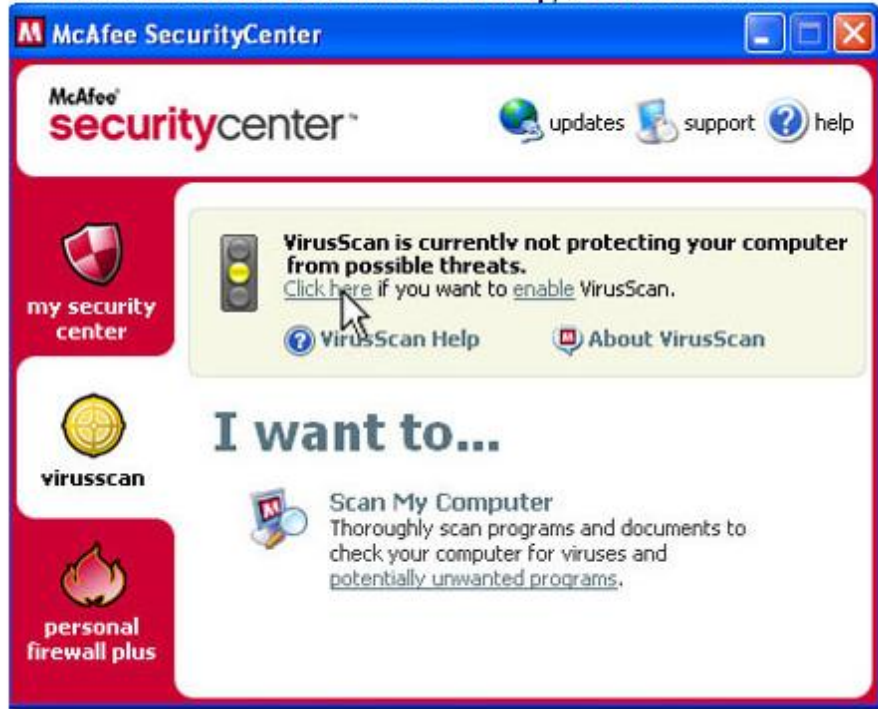 McAfee SecurityCenter
McAfee®
securitycenter™
updates support help
my security
center
VirusScan is currently not protecting your computer
from possible threats.
Click here if you want to enable VirusScan.
VirusScan Help About VirusScan
virusscan
I want to...
Scan My Computer
Thoroughly scan programs and documents to
check your computer for viruses and
potentially unwanted programs.
personal
firewall plus